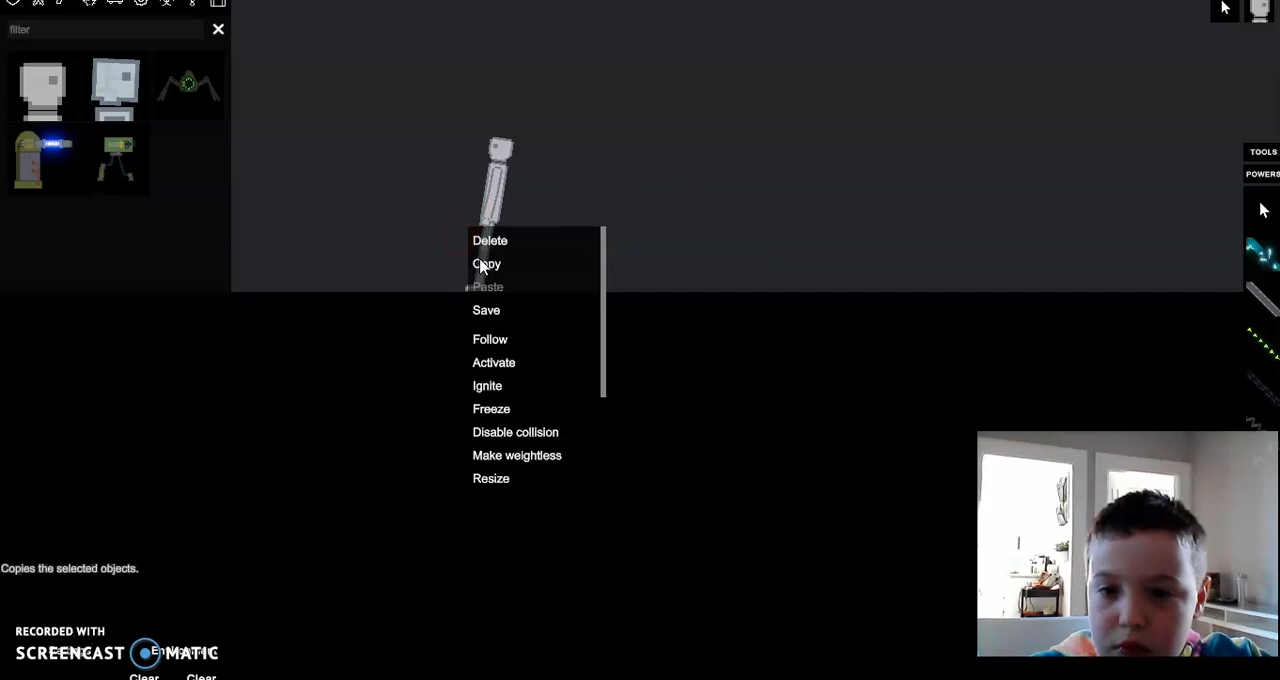 filter
TOOLS
POWERS
Delete
Copy
Paste
Save
Follow
Activate
Ignite
Freeze
Disable collision
Make weightless
Resize
Copies the selected objects.
RECORDED WITH
SCREENCAST MATIC
Clear Clear